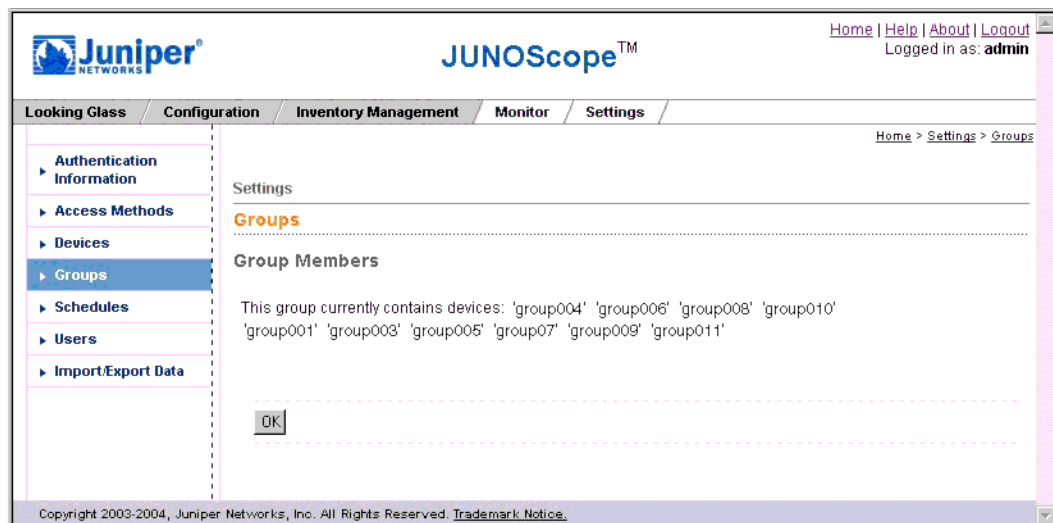 Juniper®
NETWORKS
JUNOScope™
Home | Help | About | Logout
Logged in as: admin
Looking Glass / Configuration / Inventory Management / Monitor / Settings /
Home > Settings > Groups
Authentication
Information
Access Methods
Devices
Groups
Schedules
Users
Import/Export Data
Settings
Groups
Group Members
This group currently contains devices: 'group004' 'group006' 'group008' 'group010'
'group001' 'group003' 'group005' 'group07' 'group009' 'group011'
OK
Copyright 2003-2004, Juniper Networks, Inc. All Rights Reserved. Trademark Notice.